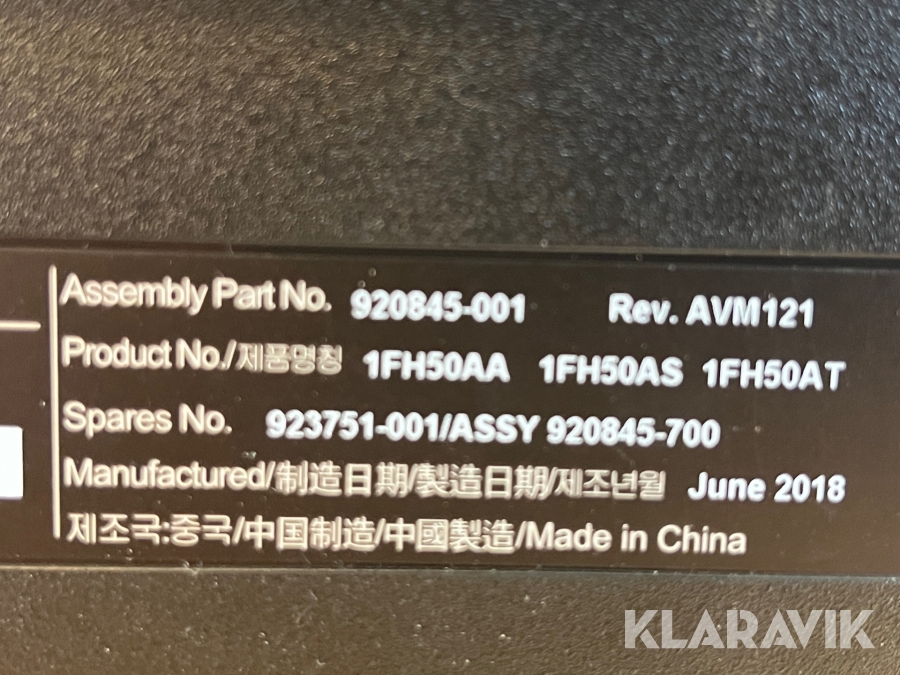 Assembly Part No. 920845-001 Rev. AVM121
Product No./제품명칭 1FH50AA 1FH50AS 1FH50AT
Spares No. 923751-001/ASSY 920845-700
Manufactured/制造日期/製造日期/제조년월 June 2018
제조국:중국/中国制造/中國製造/Made in China
KLARAVIK